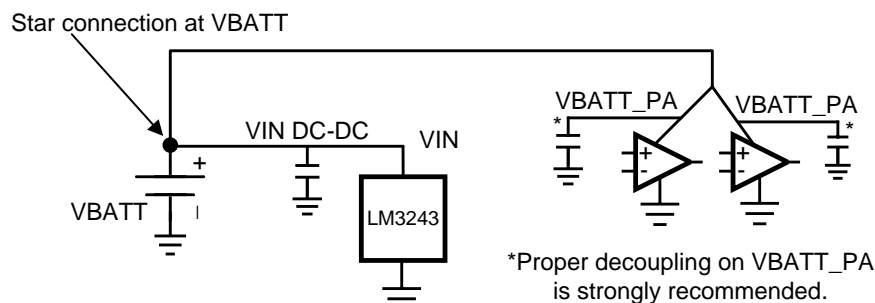 Star connection at VBATT
VBATT_PA
VBATT_PA
*
*
VIN DC-DC
VIN
+
VBATT
LM3243
+
-
+
-
*Proper decoupling on VBATT_PA
is strongly recommended.